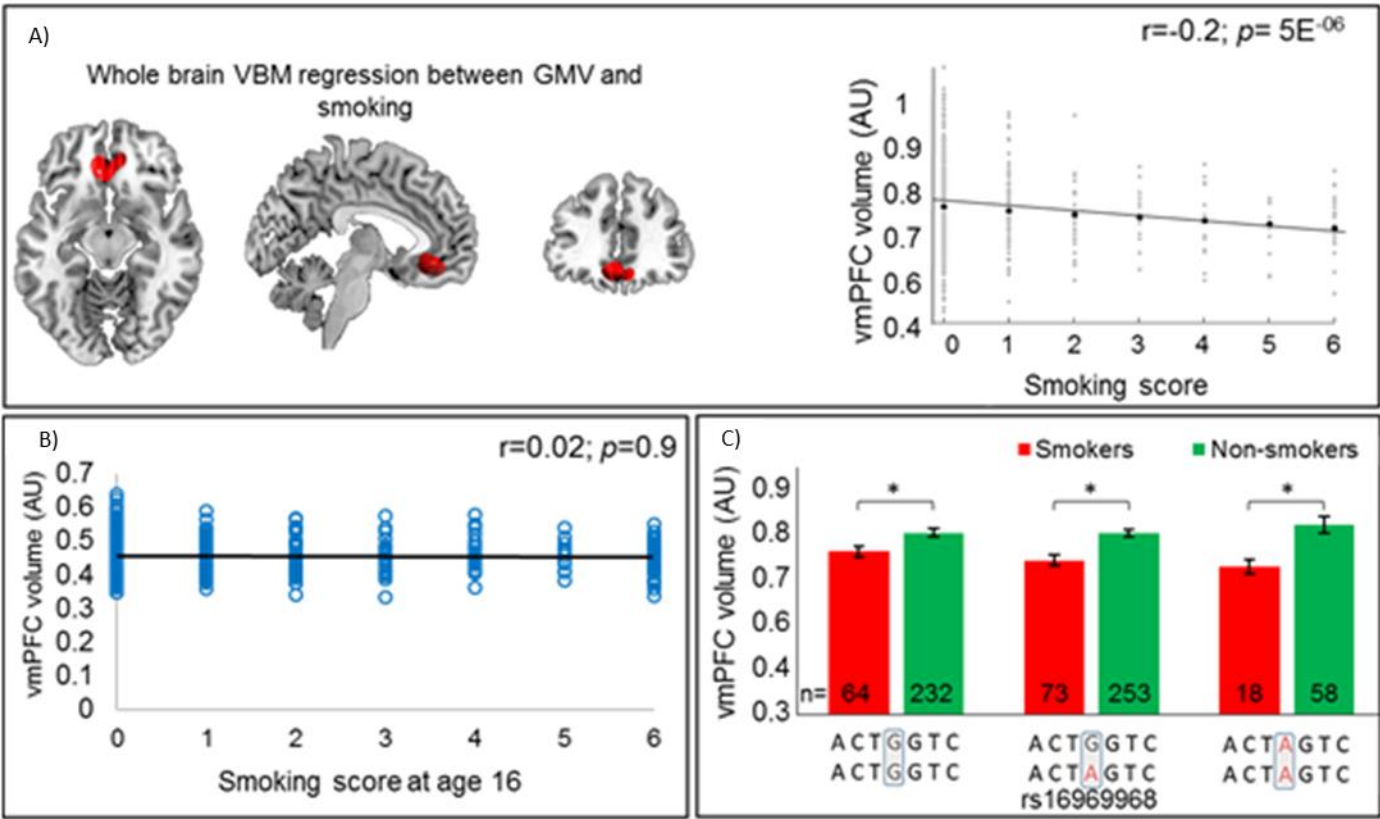 A)
r=-0.2; p= 5E-06
Whole brain VBM regression between GMV and
smoking
vmPFC volume (AU)
1
0.9
0.8
0.7
0.6
0.4
0 1 2 3 4 5 6
Smoking score
B)
r=0.02; p=0.9
vmPFC volume (AU)
0.7
0.6
0.5
0.4
0.3
0.2
0.1
0
0 1 2 3 4 5 6
Smoking score at age 16
C)
Smokers Non-smokers
vmPFC volume (AU)
0.9
0.8
0.7
0.6
0.4
0.3
* * *
n= 64 232 73 253 18 58
ACTGGTC ACTGGTC ACTAGTC
ACTGGTC ACTAGTC ACTAGTC
rs16969968